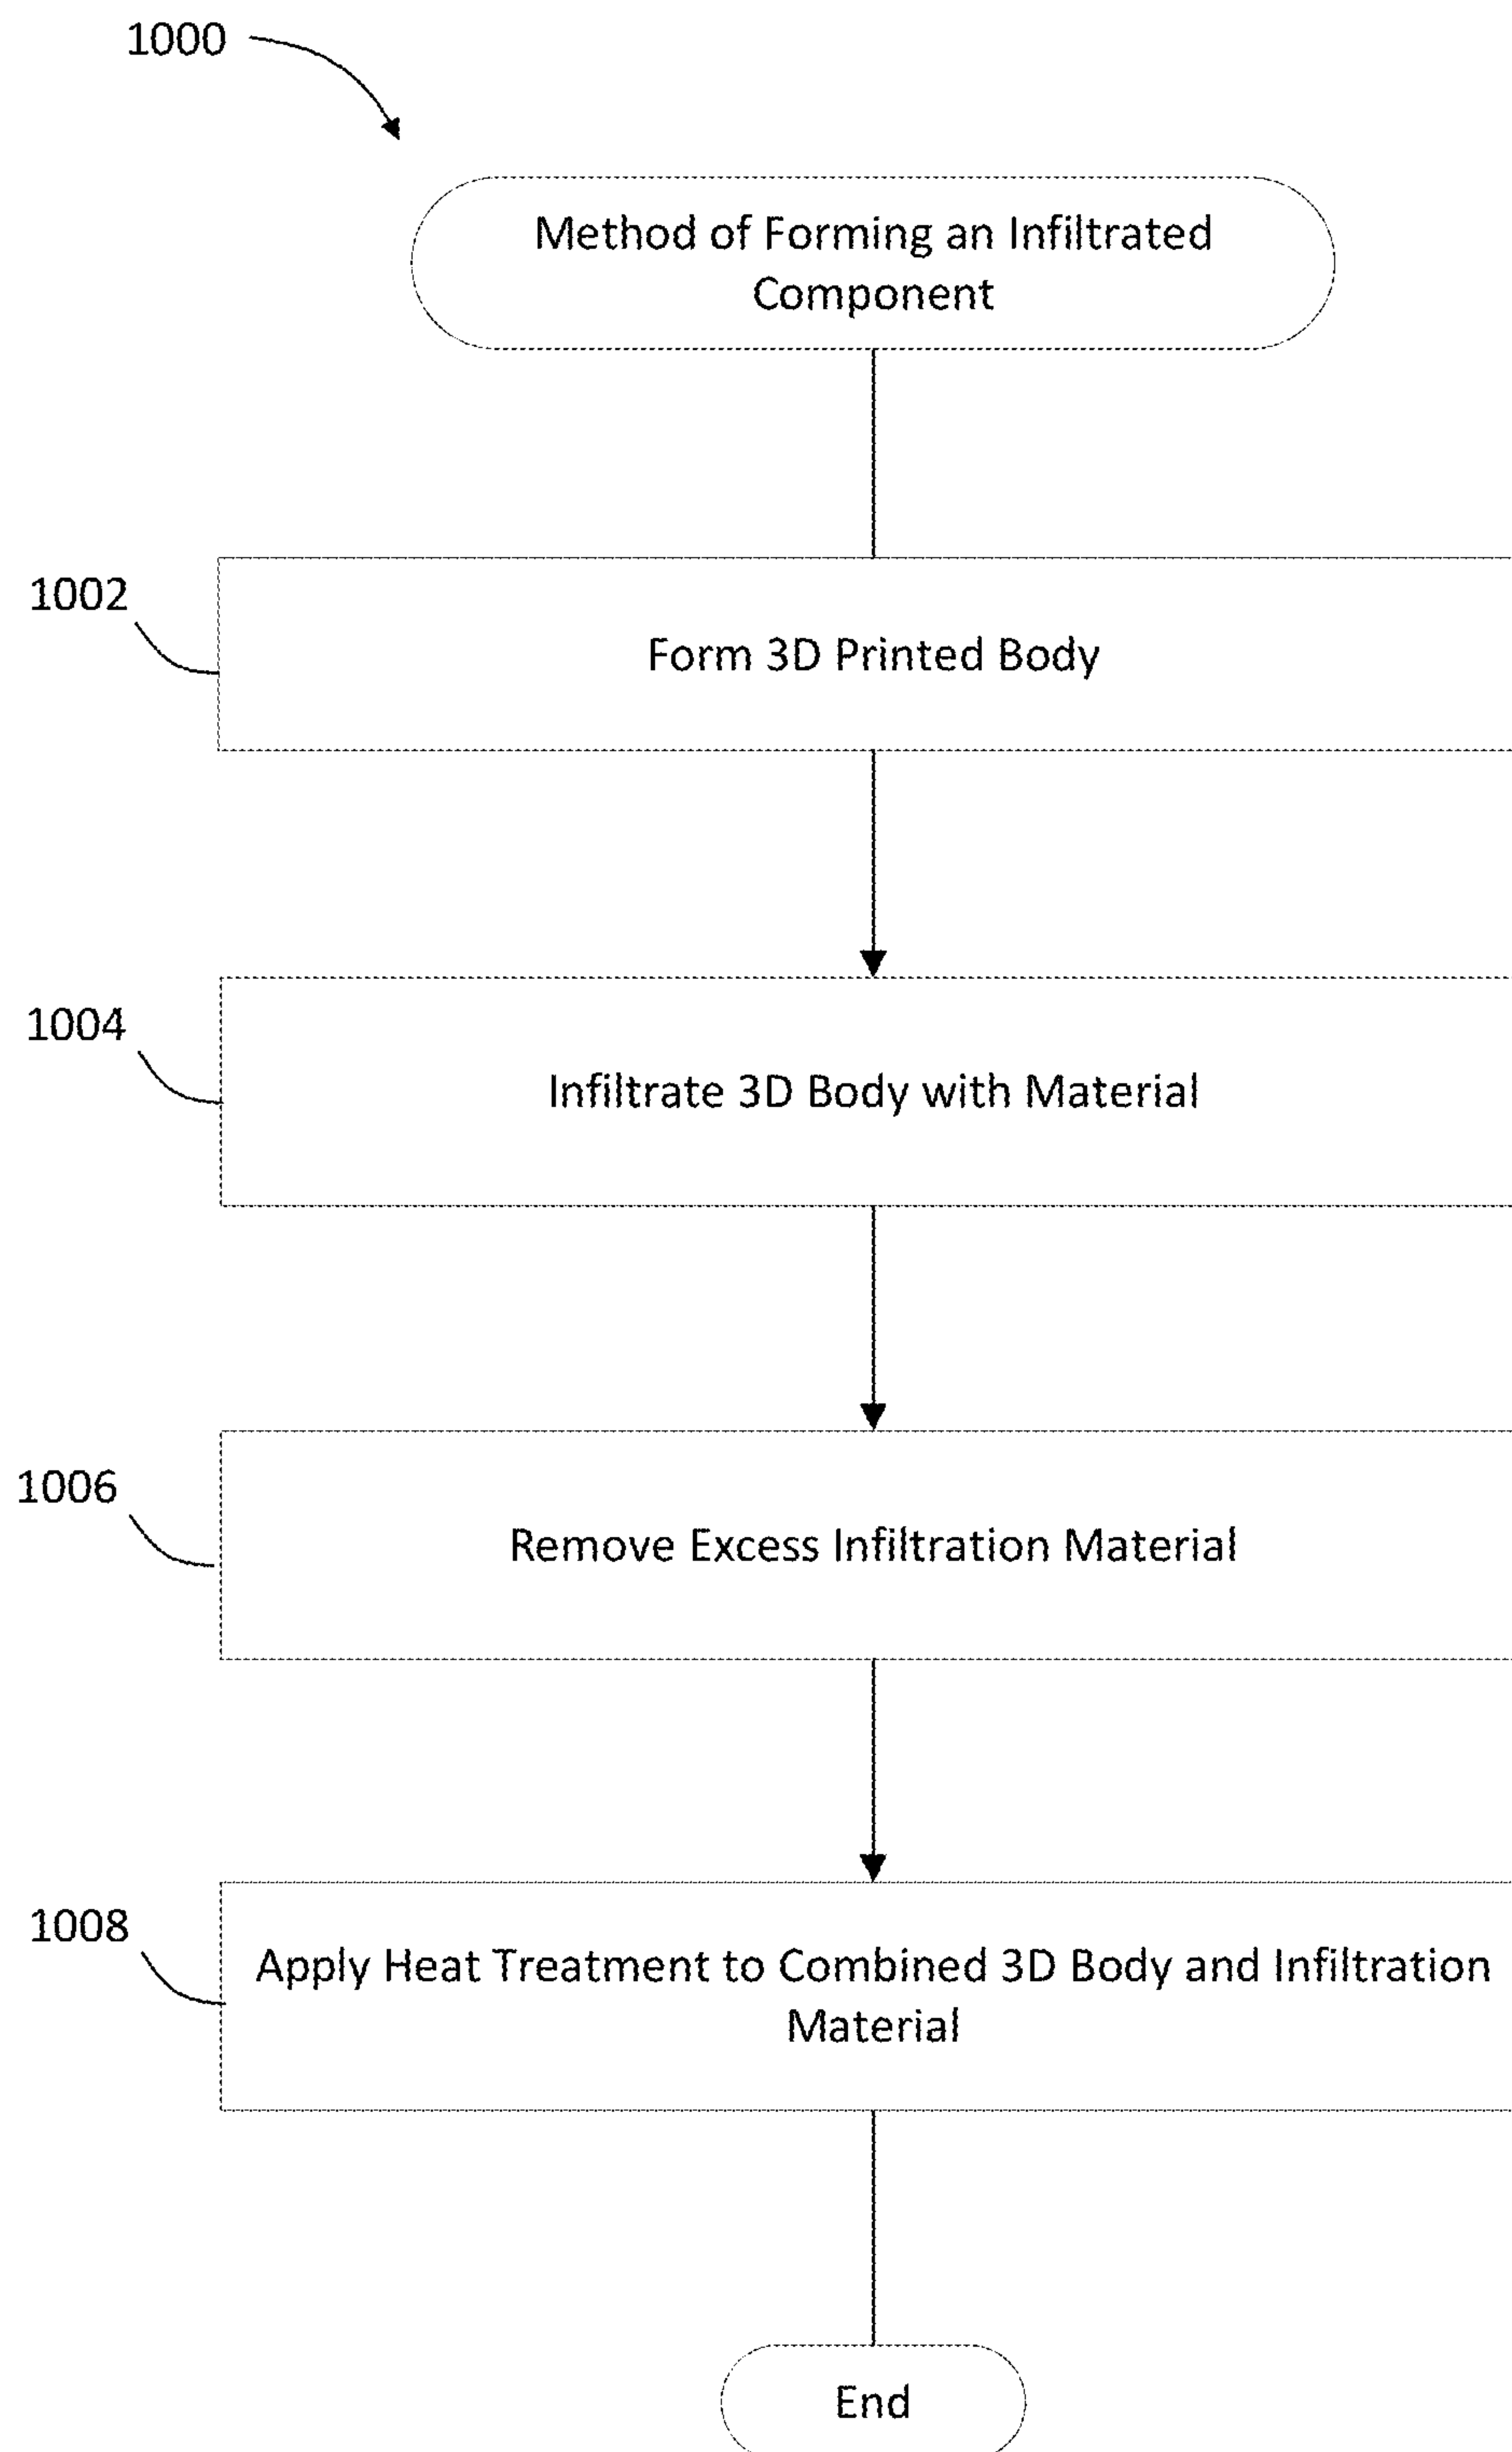 1000
Method of Forming an Infiltrated
Component
1002
Form 3D Printed Body
1004
Infiltrate 3D Body with Material
1006
Remove Excess Infiltration Material
1008
Apply Heat Treatment to Combined 3D Body and Infiltration
Material
End